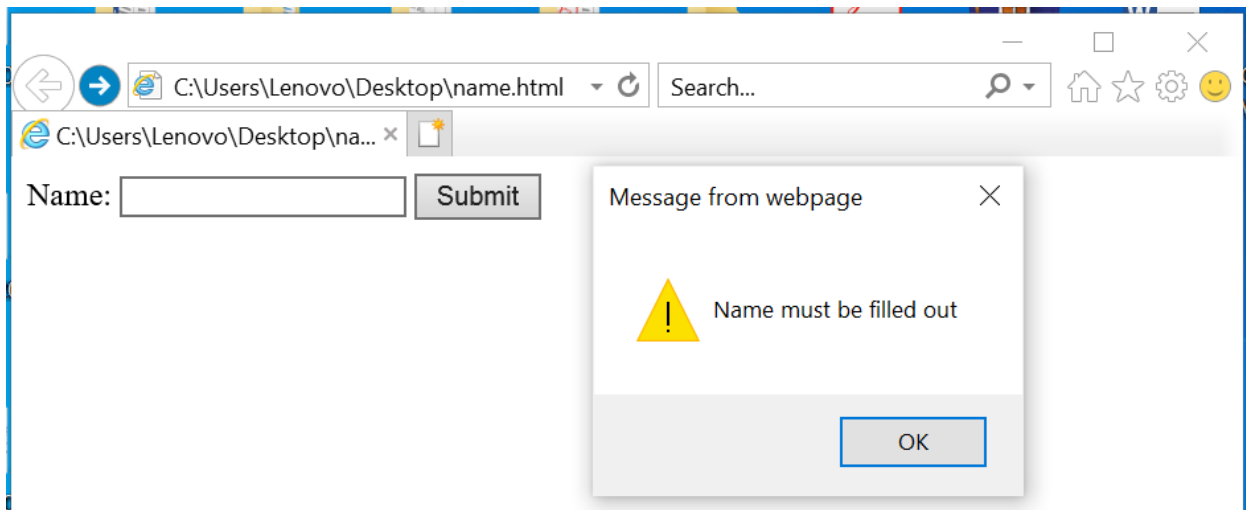 C:\Users\Lenovo\Desktop\name.html Search...
C:\Users\Lenovo\Desktop\na...
Name: Submit
Message from webpage
Name must be filled out
OK